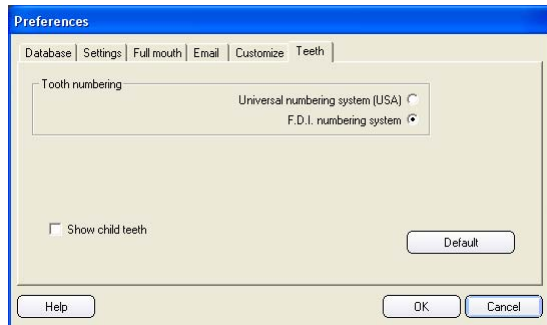 Preferences
Database Settings Full mouth Email Customize Teeth
Tooth numbering
Universal numbering system (USA)
F.D.I. numbering system
Show child teeth
Default
Help OK Cancel